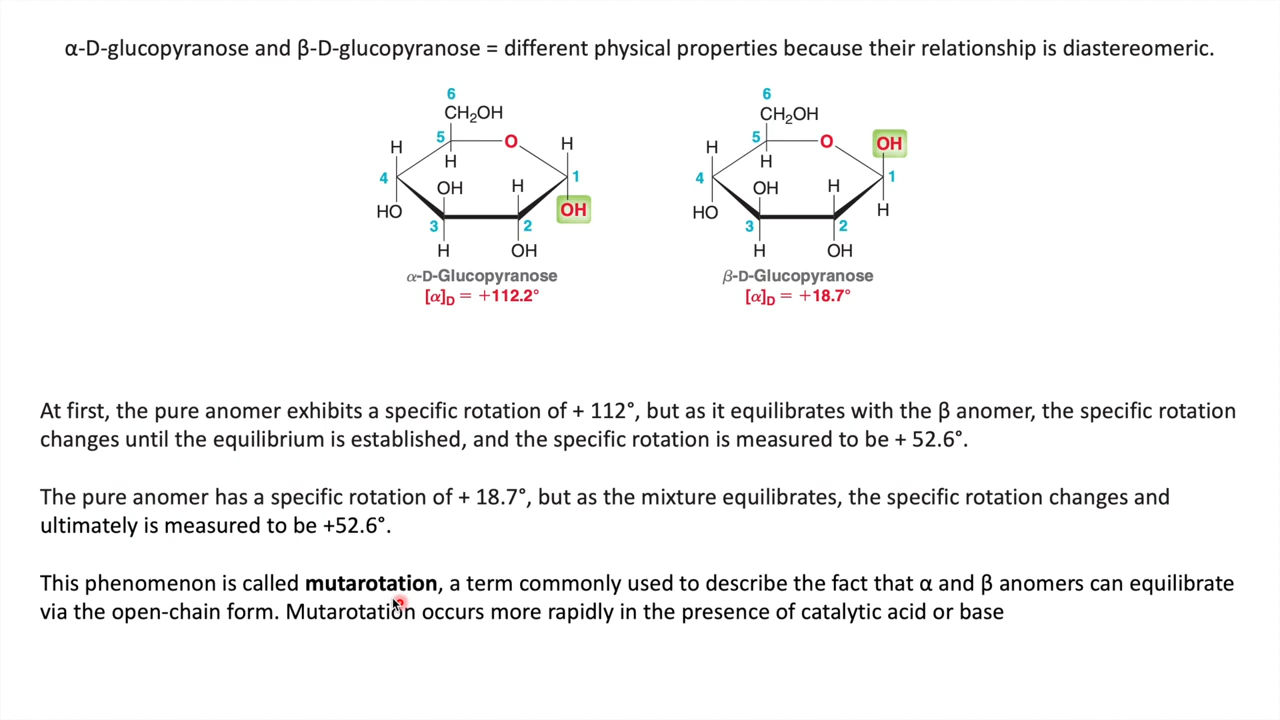 α-D-glucopyranose and β-D-glucopyranose = different physical properties because their relationship is diastereomeric.
6
CH₂OH
5
O
H
H
H
4
OH
H
1
HO
OH
3
2
H
OH
α-D-Glucopyranose
[α]D = +112.2°
6
CH₂OH
5
O
OH
H
H
4
OH
H
1
HO
H
3
2
H
OH
β-D-Glucopyranose
[α]D = +18.7°
At first, the pure anomer exhibits a specific rotation of + 112°, but as it equilibrates with the β anomer, the specific rotation
changes until the equilibrium is established, and the specific rotation is measured to be + 52.6°.
The pure anomer has a specific rotation of + 18.7°, but as the mixture equilibrates, the specific rotation changes and
ultimately is measured to be +52.6°.
This phenomenon is called mutarotation, a term commonly used to describe the fact that α and β anomers can equilibrate
via the open-chain form. Mutarotation occurs more rapidly in the presence of catalytic acid or base